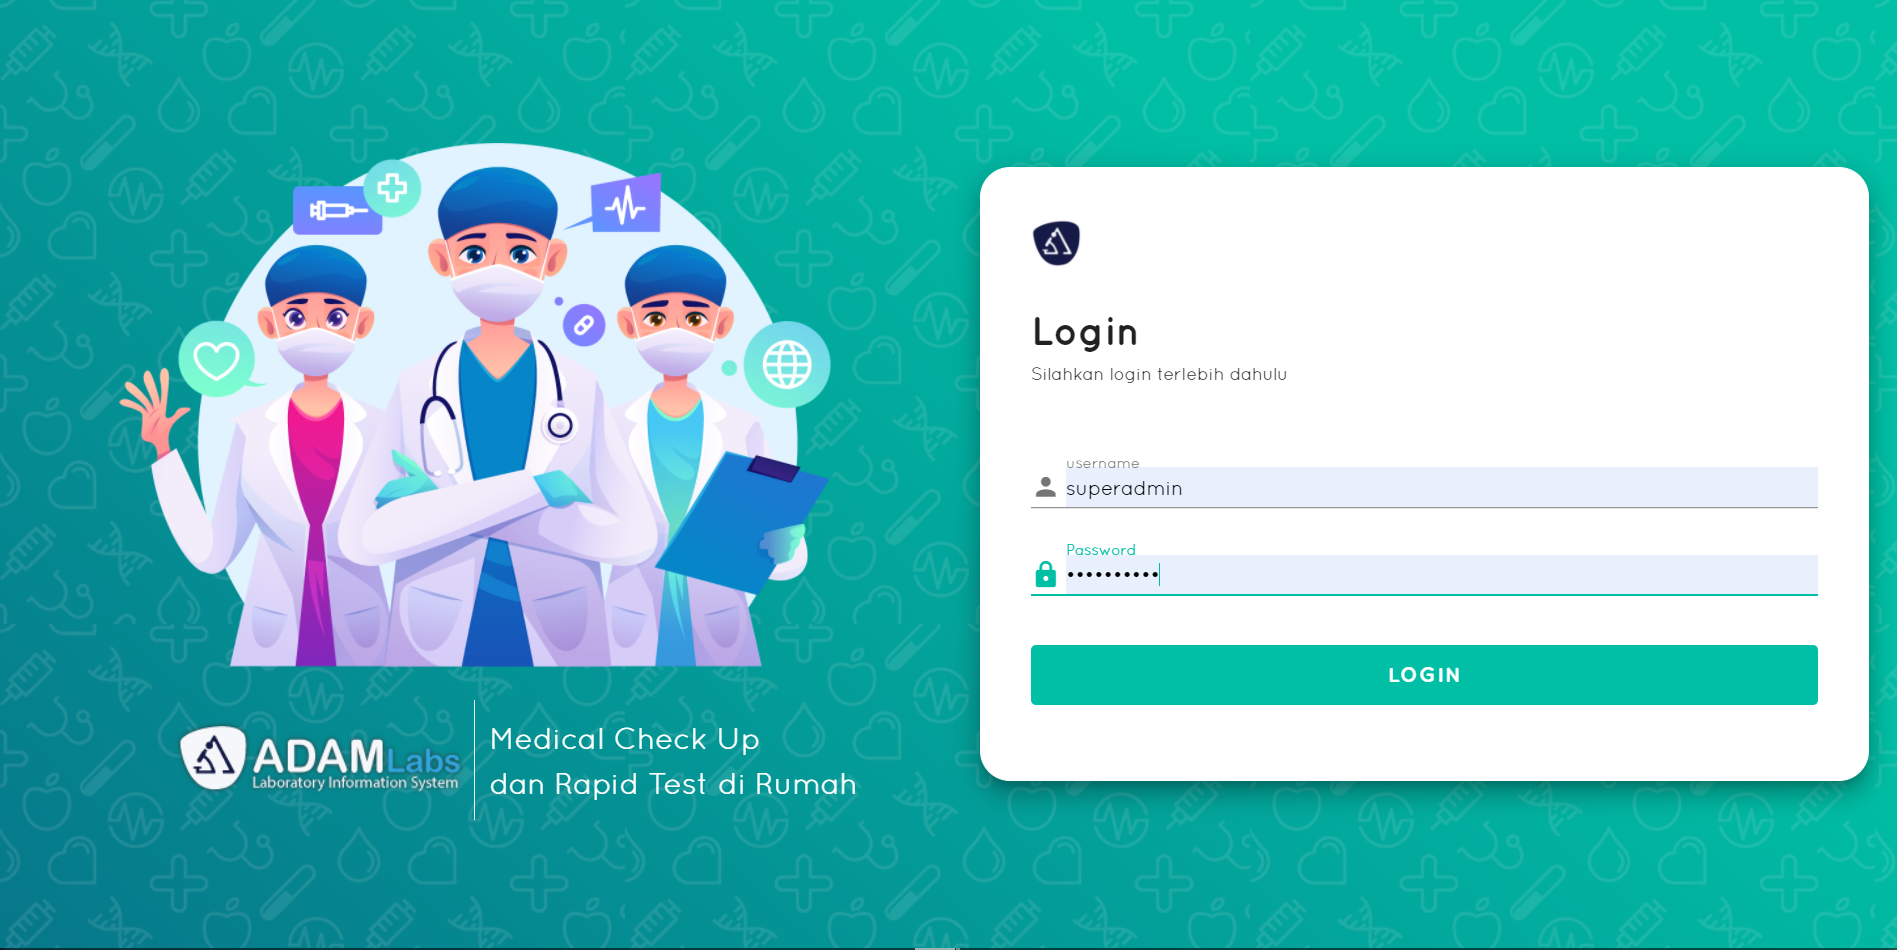 ADAMLabs
Laboratory Information System
Medical Check Up
dan Rapid Test di Rumah
Login
Silahkan login terlebih dahulu
username
superadmin
Password
••••••••••
LOGIN